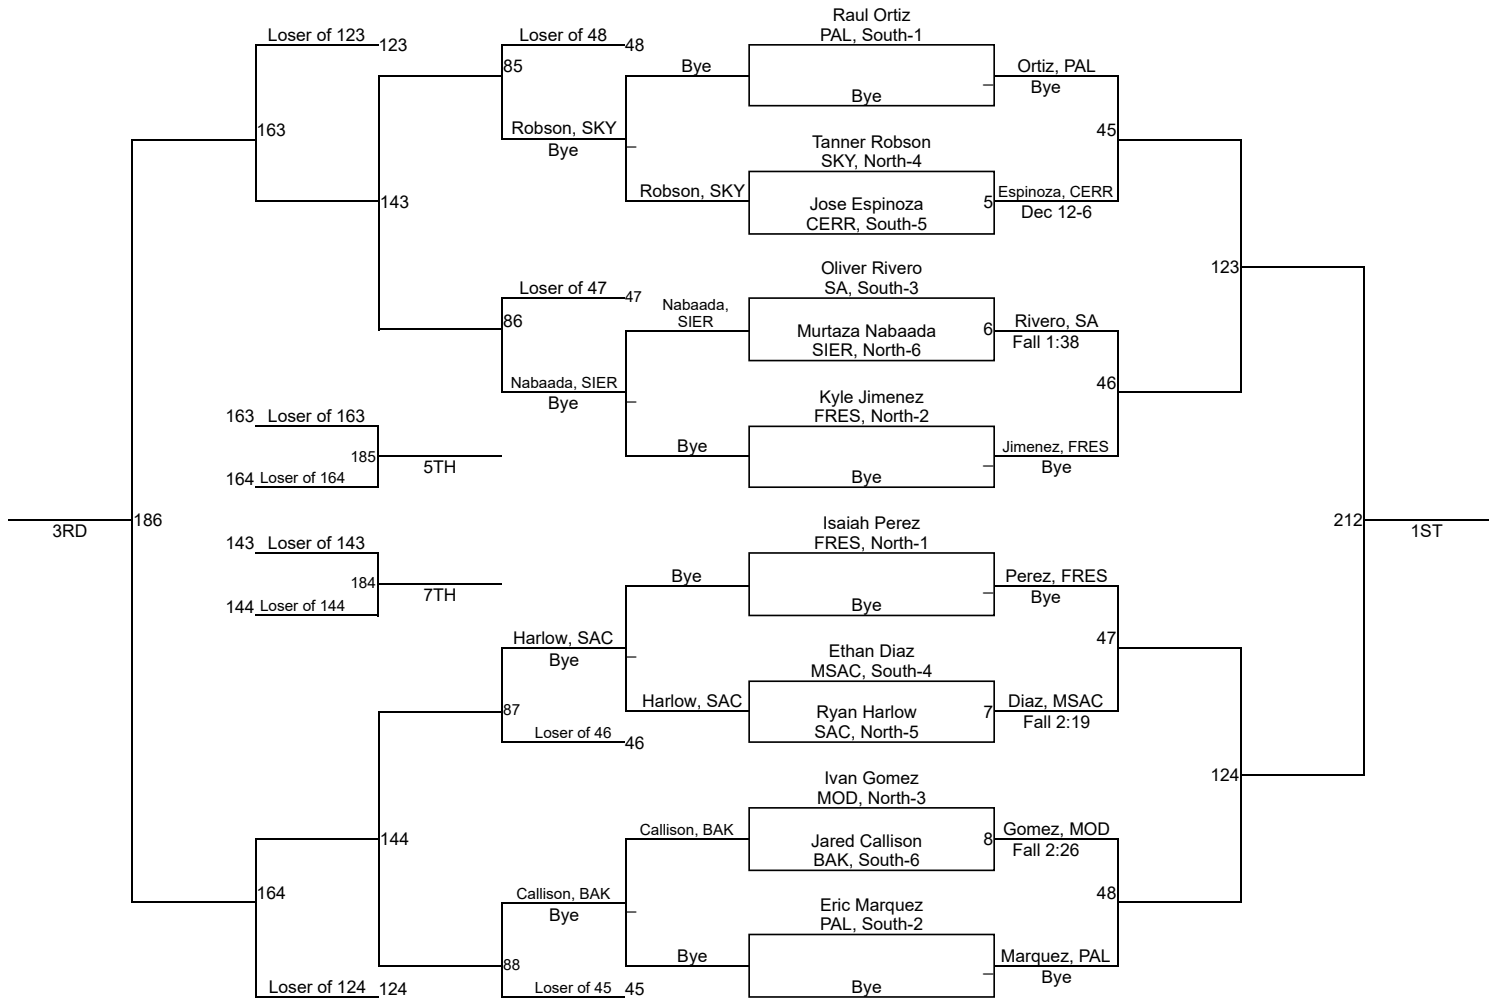 Raul Ortiz
Loser of 123 123 Loser of 48 48 PAL, South-1
85 Bye Ortiz, PAL
Bye Bye
163 Robson, SKY 45
Bye Tanner Robson
SKY, North-4
143 Robson, SKY Jose Espinoza 5 Espinoza, CERR
CERR, South-5 Dec 12-6
Oliver Rivero 123
Loser of 47 47 SA, South-3
Nabaada,
SIER
86 Murtaza Nabaada 6 Rivero, SA
SIER, North-6 Fall 1:38
Nabaada, SIER 46
Bye Kyle Jimenez
163 Loser of 163 FRES, North-2
Bye Jimenez, FRES
185 5TH Bye
164 Loser of 164 Bye
186 212
3RD Isaiah Perez 1ST
143 Loser of 143 FRES, North-1
184 7TH Bye Perez, FRES
144 Loser of 144 Bye Bye
Harlow, SAC 47
Bye Ethan Diaz
MSAC, South-4
87 Harlow, SAC Ryan Harlow 7 Diaz, MSAC
Loser of 46 46 SAC, North-5 Fall 2:19
Ivan Gomez 124
MOD, North-3
144 Callison, BAK Jared Callison 8 Gomez, MOD
BAK, South-6 Fall 2:26
164 Callison, BAK 48
Bye Eric Marquez
PAL, South-2
88 Bye Marquez, PAL
Bye
Loser of 124 124 Loser of 45 45 Bye